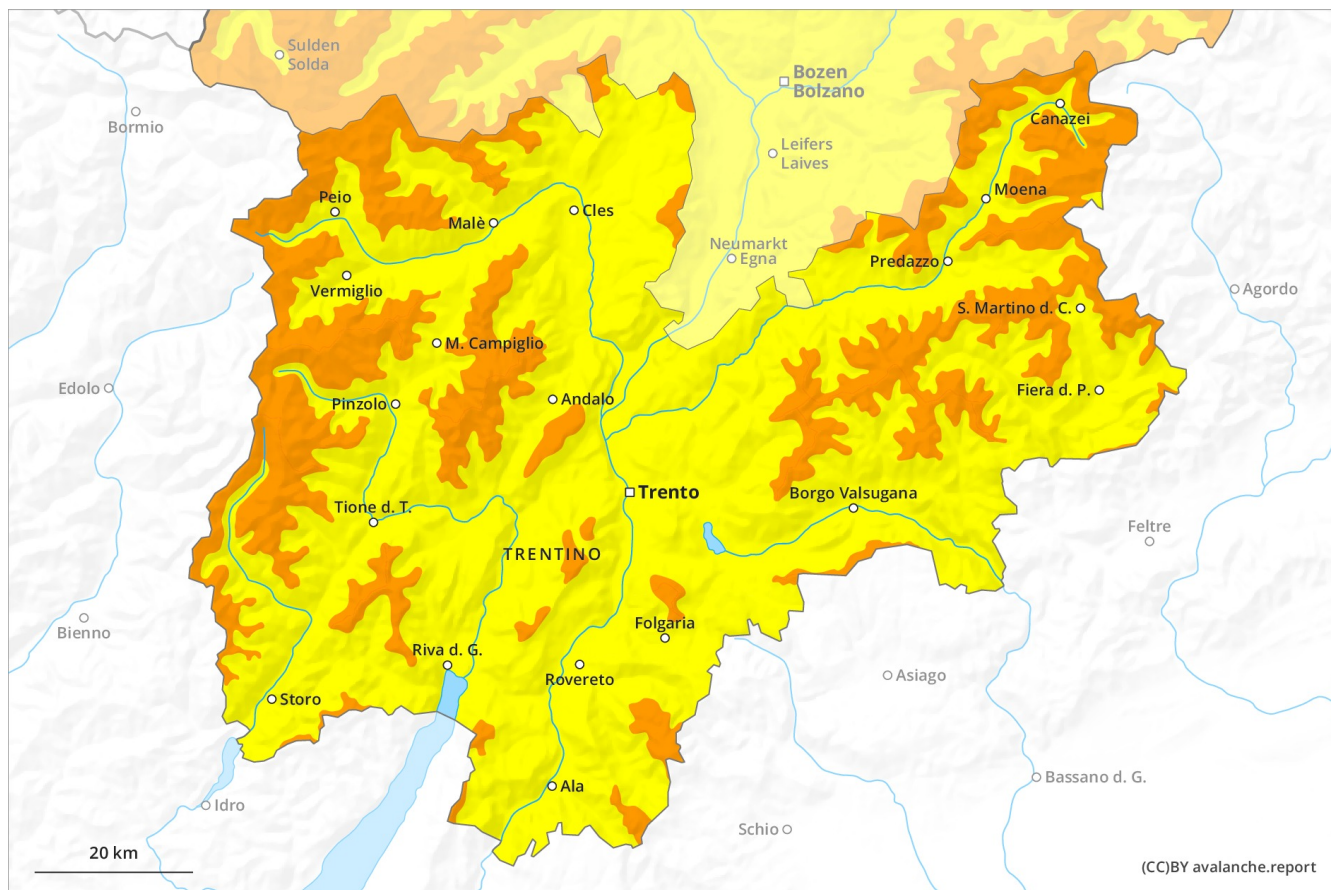 Sulden
Solda
Bozen
Bolzano
Bormio
Canazei
Leifers
Laives
Peio
Moena
Malè
Cles
Neumarkt
Egna
Predazzo
Vermiglio
Agordo
S. Martino d. C.
M. Campiglio
Edolo
Pinzolo
Andalo
Fiera d. P.
Trento
Borgo Valsugana
Tione d. T.
Feltre
TRENTINO
Bienno
Folgaria
Riva d. G.
Asiago
Rovereto
Storo
Bassano d. G.
Ala
Idro
Schio
20 km
(CC)BY avalanche.report